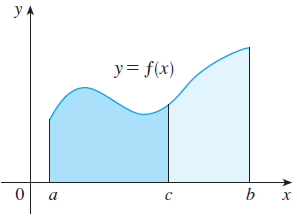 y
y = f(x)
0 a c b x